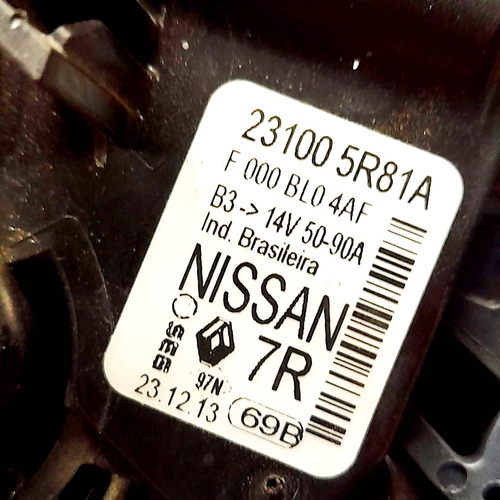 23100 5R81A
F 000 BL0 4AF
B3-> 14V 50-90A
Ind. Brasileira
NISSAN
7R
97N
23.12.13 69B